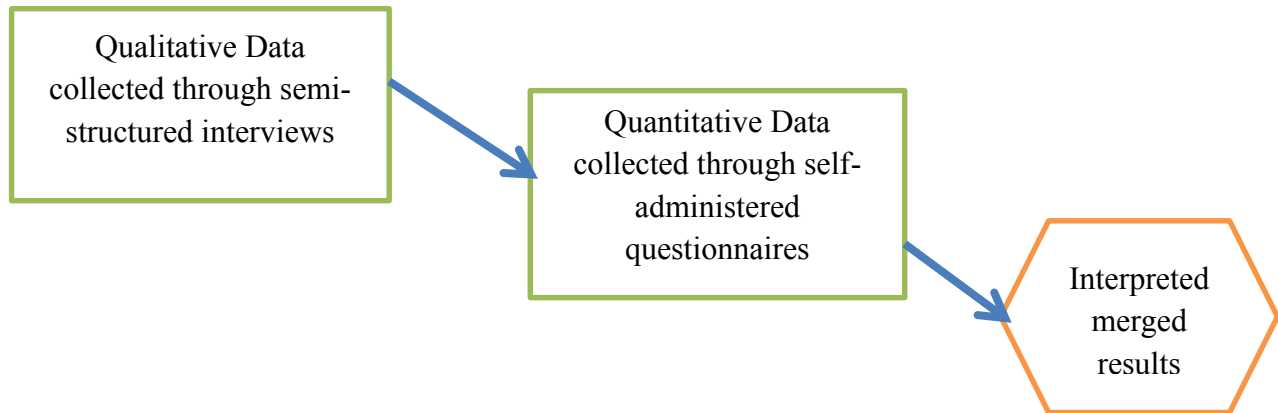 Qualitative Data
collected through semi-
structured interviews
Quantitative Data
collected through self-
administered
questionnaires
Interpreted
merged
results